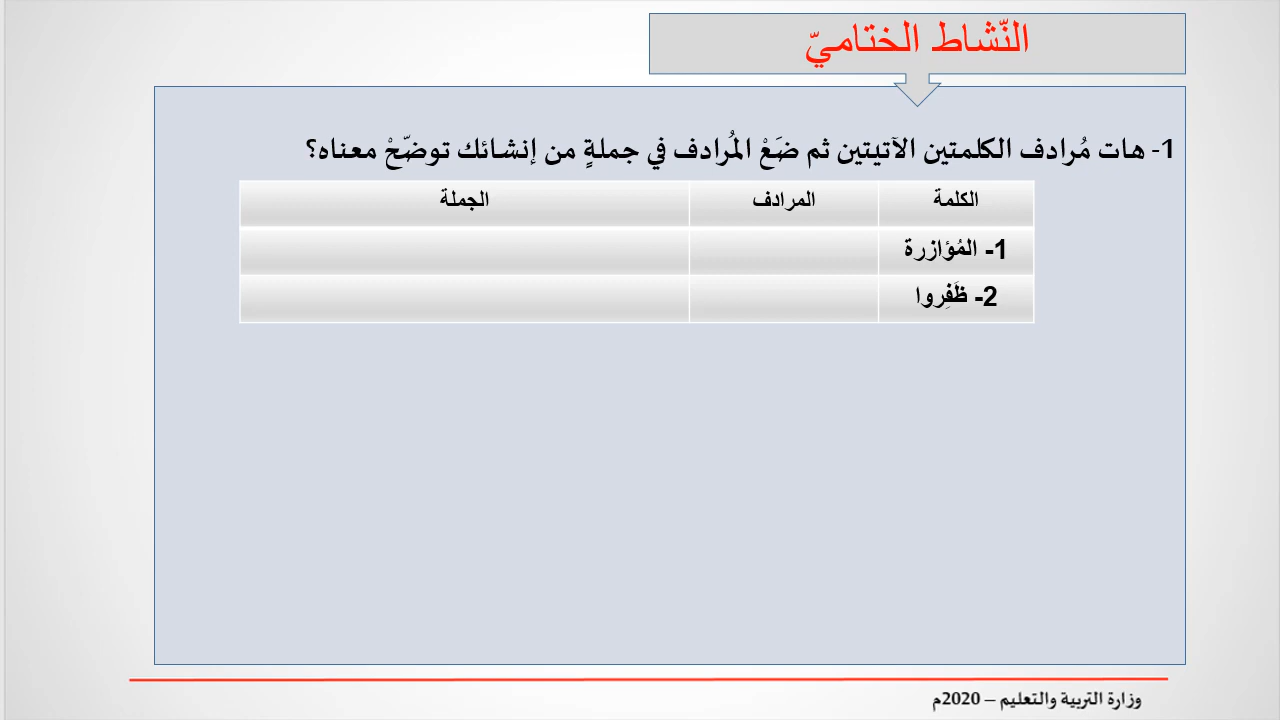 النّشاط الختاميّ
1- هات مُرادف الكلمتين الآتيتين ثم ضَعْ المُرادف في جملةٍ من إنشائك توضّحْ معناه؟
الكلمة المرادف الجملة
1- المُؤازرة
2- ظَفِروا
وزارة التربية والتعليم – 2020م